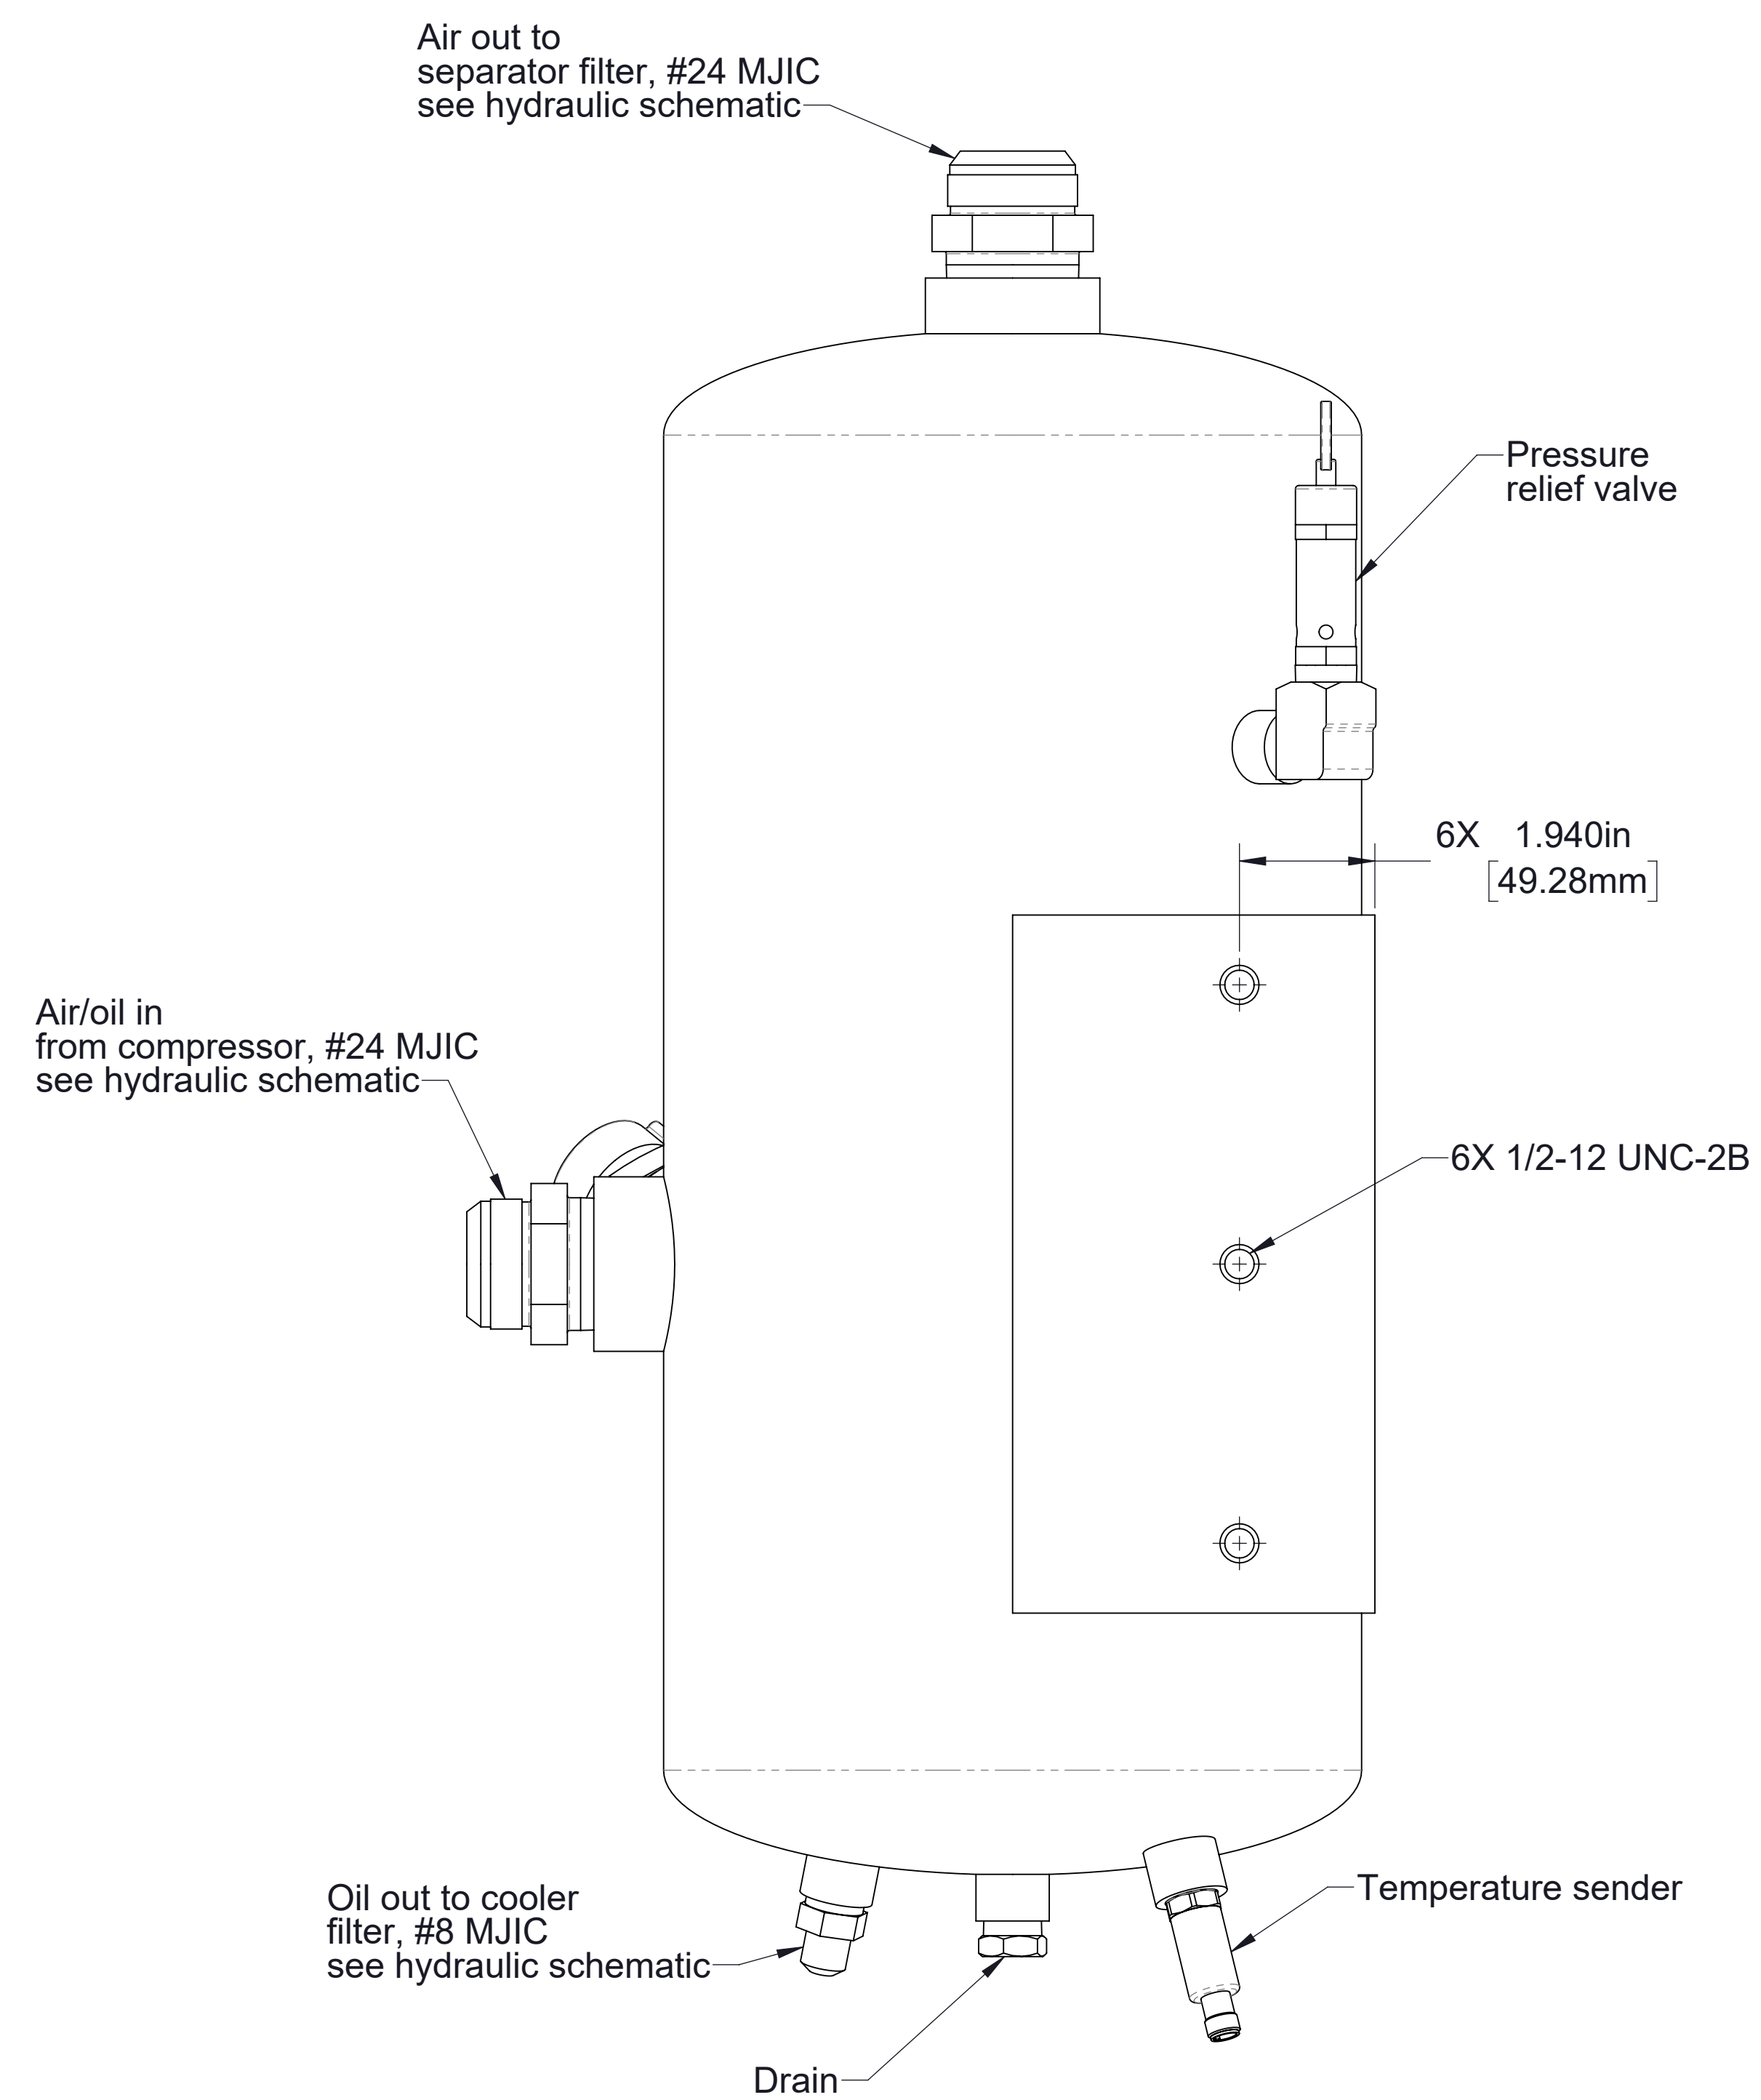 Air out to
separator filter, #24 MJIC
see hydraulic schematic
Pressure
relief valve
6X 1.940in
[49.28mm]
Air/oil in
from compressor, #24 MJIC
see hydraulic schematic
6X 1/2-12 UNC-2B
Oil out to cooler
filter, #8 MJIC
see hydraulic schematic
Temperature sender
Drain